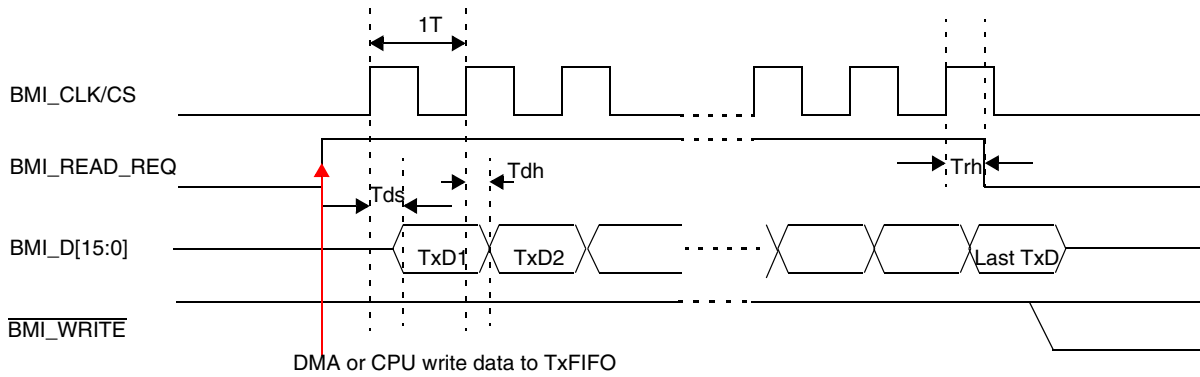 1T
BMI_CLK/CS
BMI_READ_REQ
Tdh
Trh
Tds
BMI_D[15:0]
TxD1
TxD2
Last TxD
BMI_WRITE
DMA or CPU write data to TxFIFO